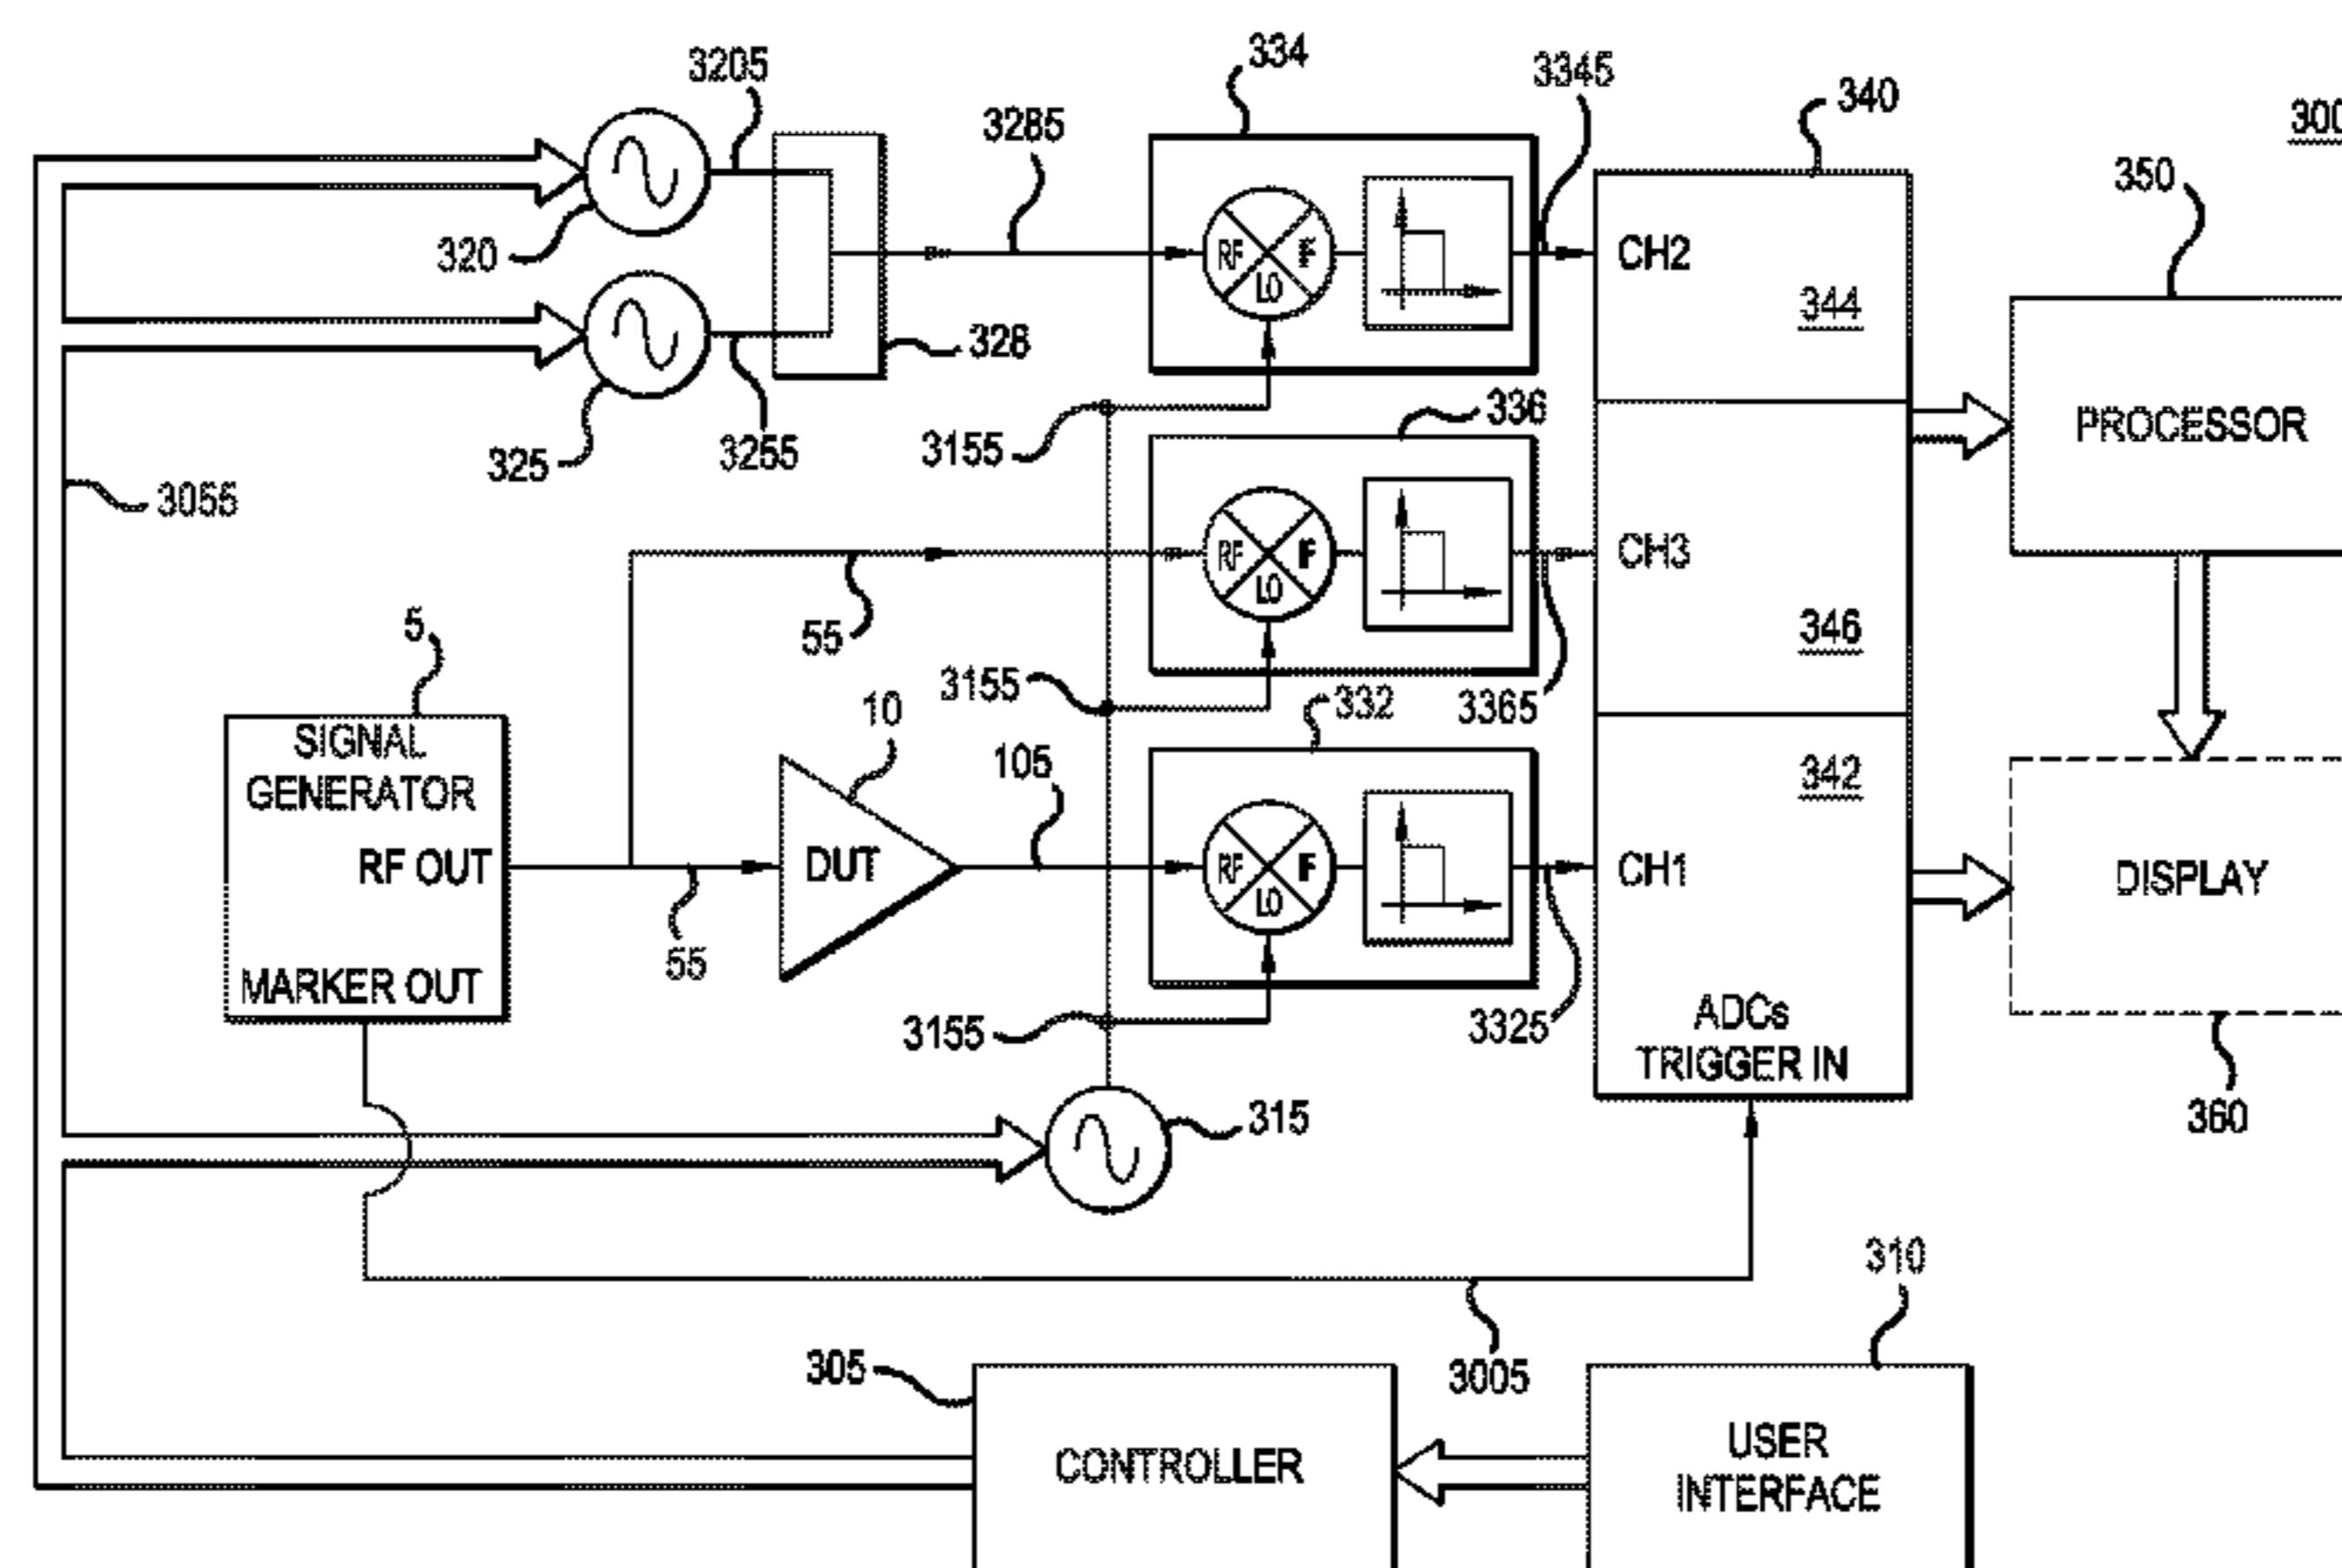 3205
334
3345
340
300
3285
350
RF
IF
LO
CH2
320
344
328
336
PROCESSOR
325
3255
3155
3055
RF
IF
LO
CH3
5
55
346
3155
3365
332
10
SIGNAL
GENERATOR
105
342
RF OUT
DUT
RF
IF
LO
CH1
DISPLAY
55
MARKER OUT
3155
3325
ADCs
TRIGGER IN
315
360
310
305
3005
CONTROLLER
USER
INTERFACE